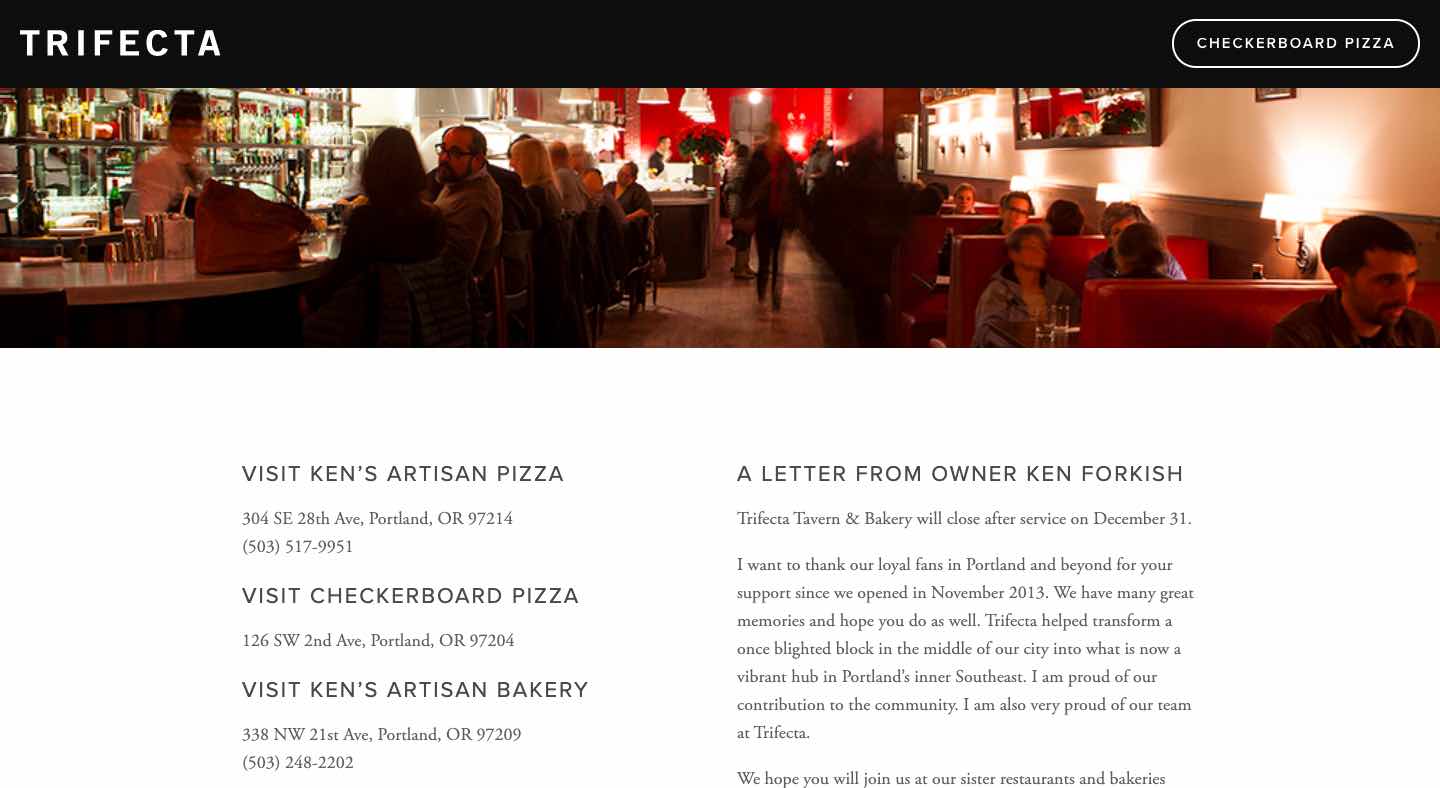 TRIFECTA
CHECKERBOARD PIZZA
VISIT KEN’S ARTISAN PIZZA
304 SE 28th Ave, Portland, OR 97214
(503) 517-9951
VISIT CHECKERBOARD PIZZA
126 SW 2nd Ave, Portland, OR 97204
VISIT KEN’S ARTISAN BAKERY
338 NW 21st Ave, Portland, OR 97209
(503) 248-2202
A LETTER FROM OWNER KEN FORKISH
Trifecta Tavern & Bakery will close after service on December 31.
I want to thank our loyal fans in Portland and beyond for your
support since we opened in November 2013. We have many great
memories and hope you do as well. Trifecta helped transform a
once blighted block in the middle of our city into what is now a
vibrant hub in Portland’s inner Southeast. I am proud of our
contribution to the community. I am also very proud of our team
at Trifecta.
We hope you will join us at our sister restaurants and bakeries